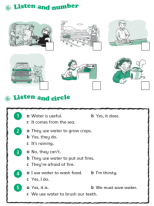 Listen and number
Listen and circle
1 a Water is useful. b Yes, it does.
c It comes from the sea.
2 a They use water to grow crops.
b Yes, they do.
c It's raining.
3 a No, they can't.
b They use water to put out fires.
c They're afraid of fire.
4 a I use water to wash food. b I'm thirsty.
c Yes, I do.
5 a Yes, it is. b We must save water.
c We use water to brush our teeth.